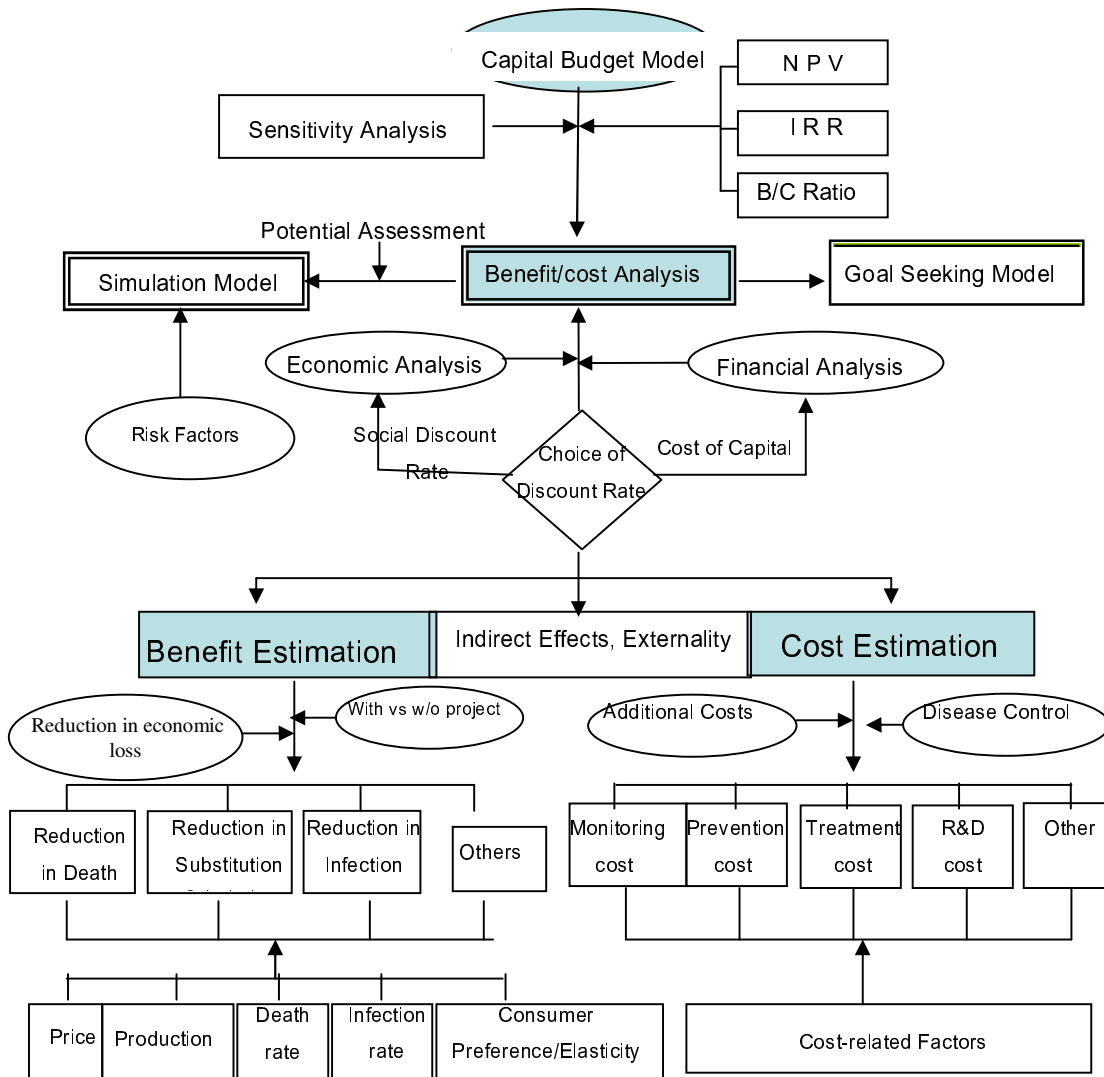 Capital Budget Model
N P V
Sensitivity Analysis
I R R
B/C Ratio
Potential Assessment
Simulation Model
Benefit/cost Analysis
Goal Seeking Model
Economic Analysis
Financial Analysis
Risk Factors
Social Discount
Rate
Choice of
Discount Rate
Cost of Capital
Benefit Estimation
Indirect Effects, Externality
Cost Estimation
Reduction in economic
loss
With vs w/o project
Additional Costs
Disease Control
Reduction
in Death
Reduction in
Substitution
Reduction in
Infection
Others
Monitoring
cost
Prevention
cost
Treatment
cost
R&D
cost
Other
Price
Production
Death
rate
Infection
rate
Consumer
Preference/Elasticity
Cost-related Factors